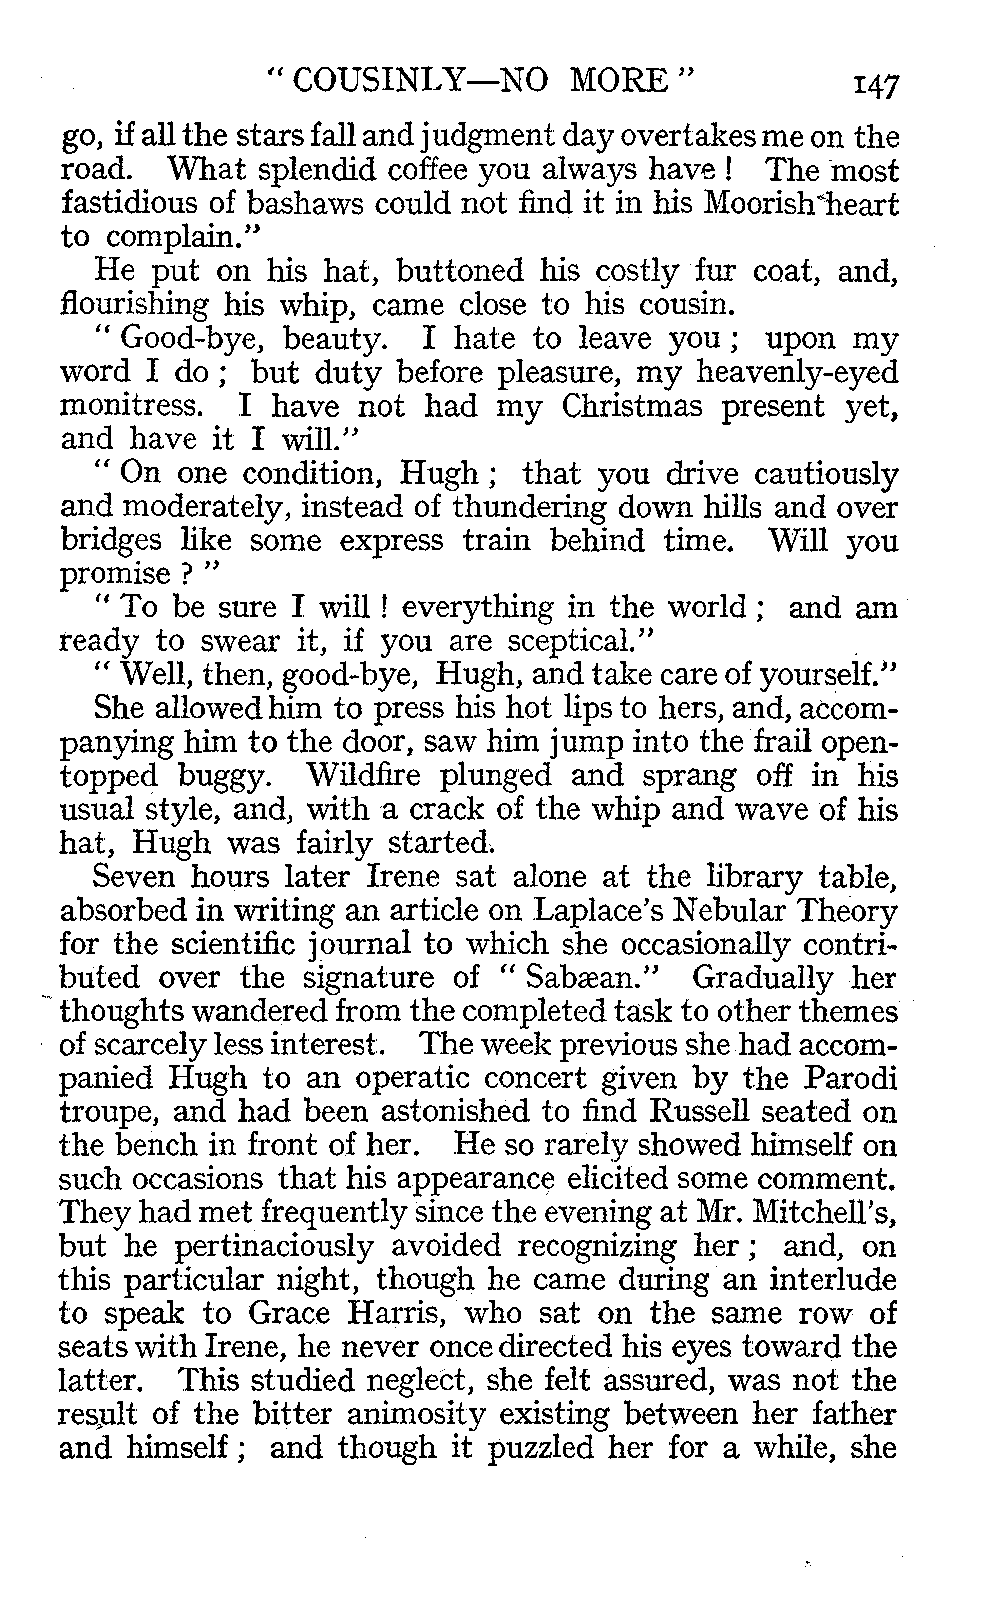 " COUSINLY—NO MORE " 147
go, if all the stars fall and judgment day overtakes me on the
road. What splendid coffee you always have ! The most
fastidious of bashaws could not find it in his Moorish heart
to complain."
He put on his hat, buttoned his costly fur coat, and,
flourishing his whip, came close to his cousin.
" Good-bye, beauty. I hate to leave you ; upon my
word I do ; but duty before pleasure, my heavenly-eyed
monitress. I have not had my Christmas present yet,
and have it I will."
" On one condition, Hugh ; that you drive cautiously
and moderately, instead of thundering down hills and over
bridges like some express train behind time. Will you
promise ? "
" To be sure I will ! everything in the world ; and am
ready to swear it, if you are sceptical."
" Well, then, good-bye, Hugh, and take care of yourself."
She allowed him to press his hot lips to hers, and, accom-
panying him to the door, saw him jump into the frail open-
topped buggy. Wildfire plunged and sprang off in his
usual style, and, with a crack of the whip and wave of his
hat, Hugh was fairly started.
Seven hours later Irene sat alone at the library table,
absorbed in writing an article on Laplace's Nebular Theory
for the scientific journal to which she occasionally contri-
buted over the signature of " Sabæan." Gradually her
thoughts wandered from the completed task to other themes
of scarcely less interest. The week previous she had accom-
panied Hugh to an operatic concert given by the Parodi
troupe, and had been astonished to find Russell seated on
the bench in front of her. He so rarely showed himself on
such occasions that his appearance elicited some comment.
They had met frequently since the evening at Mr. Mitchell's,
but he pertinaciously avoided recognizing her ; and, on
this particular night, though he came during an interlude
to speak to Grace Harris, who sat on the same row of
seats with Irene, he never once directed his eyes toward the
latter. This studied neglect, she felt assured, was not the
result of the bitter animosity existing between her father
and himself ; and though it puzzled her for a while, she